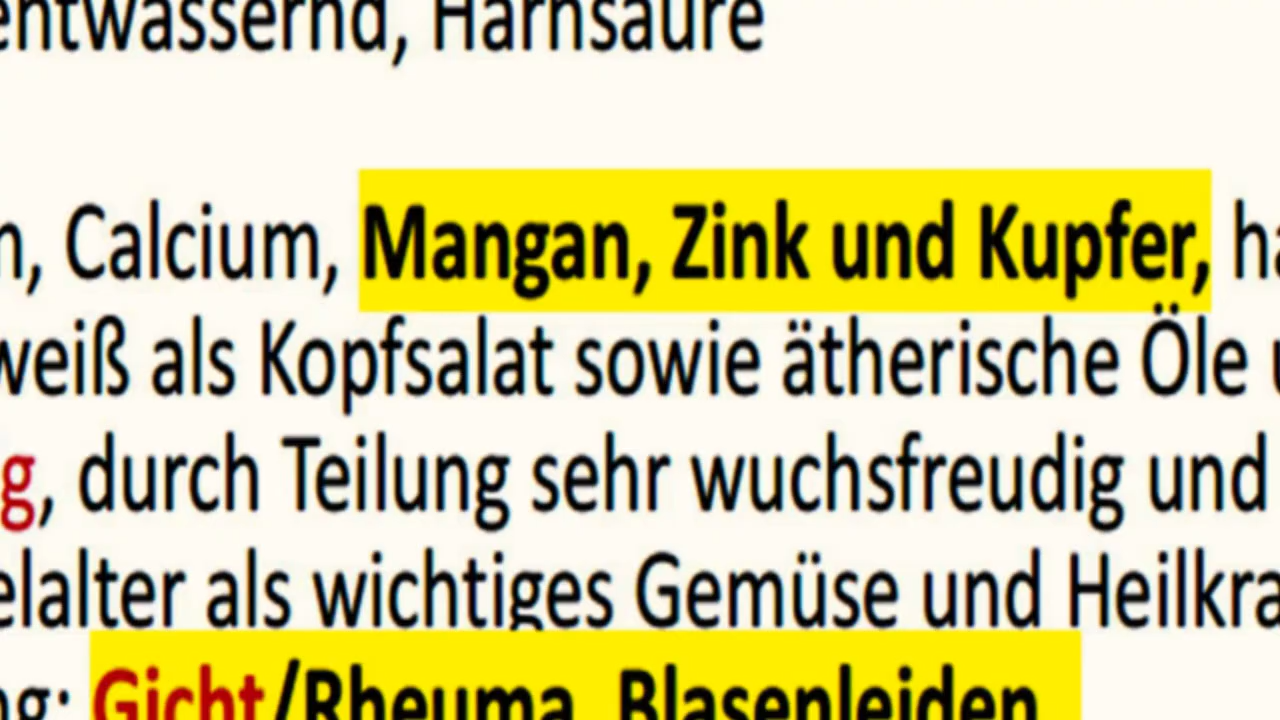 entwässernd, Harnsäure
, Calcium, Mangan, Zink und Kupfer,
weiß als Kopfsalat sowie ätherische Öle
g, durch Teilung sehr wuchsfreudig und
elalter als wichtiges Gemüse und Heilkra
ng: Gicht/Rheuma, Blasenleiden